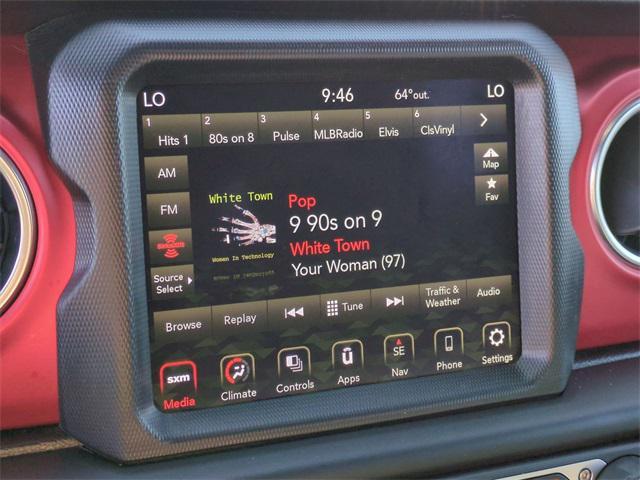 LO 9:46 64°out. LO
1 Hits 1 2 80s on 8 3 Pulse 4 MLBRadio 5 Elvis 6 ClsVinyl
AM
Map
FM
Fav
SiriusXM
Source Select
White Town
Women In Technology
Pop
9 90s on 9
White Town
Your Woman (97)
Browse Replay Tune Traffic & Weather Audio
sxm SE
Media Climate Controls Apps Nav Phone Settings